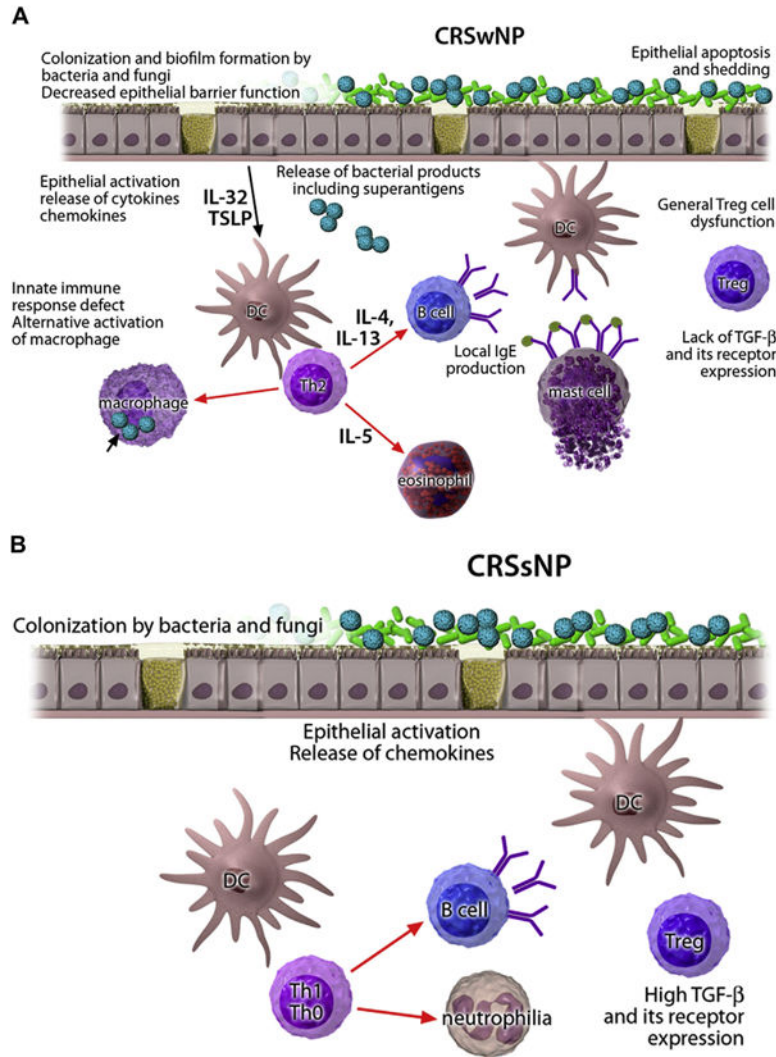 A
CRSwNP
Colonization and biofilm formation by
bacteria and fungi
Decreased epithelial barrier function
Epithelial apoptosis
and shedding
Epithelial activation
release of cytokines
chemokines
IL-32
TSLP
Release of bacterial products
including superantigens
DC
General Treg cell
dysfunction
Treg
Lack of TGF-β
and its receptor
expression
Innate immune
response defect
Alternative activation
of macrophage
DC
IL-4,
IL-13
B cell
Local IgE
production
mast cell
macrophage
Th2
IL-5
eosinophil
B
CRSsNP
Colonization by bacteria and fungi
Epithelial activation
Release of chemokines
DC
DC
B cell
Treg
Th1
Th0
neutrophilia
High TGF-β
and its receptor
expression